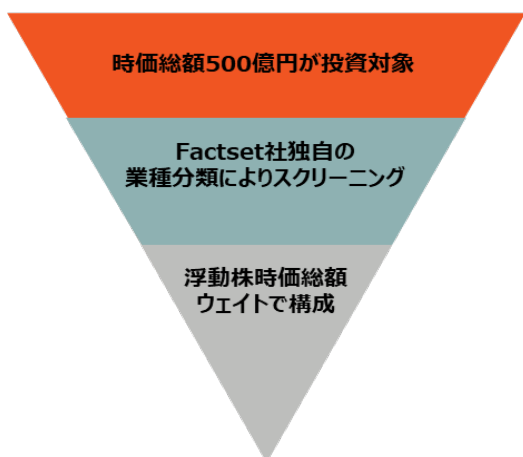 時価総額500億円が投資対象
Factset社独自の
業種分類によりスクリーニング
浮動株時価総額
ウェイトで構成